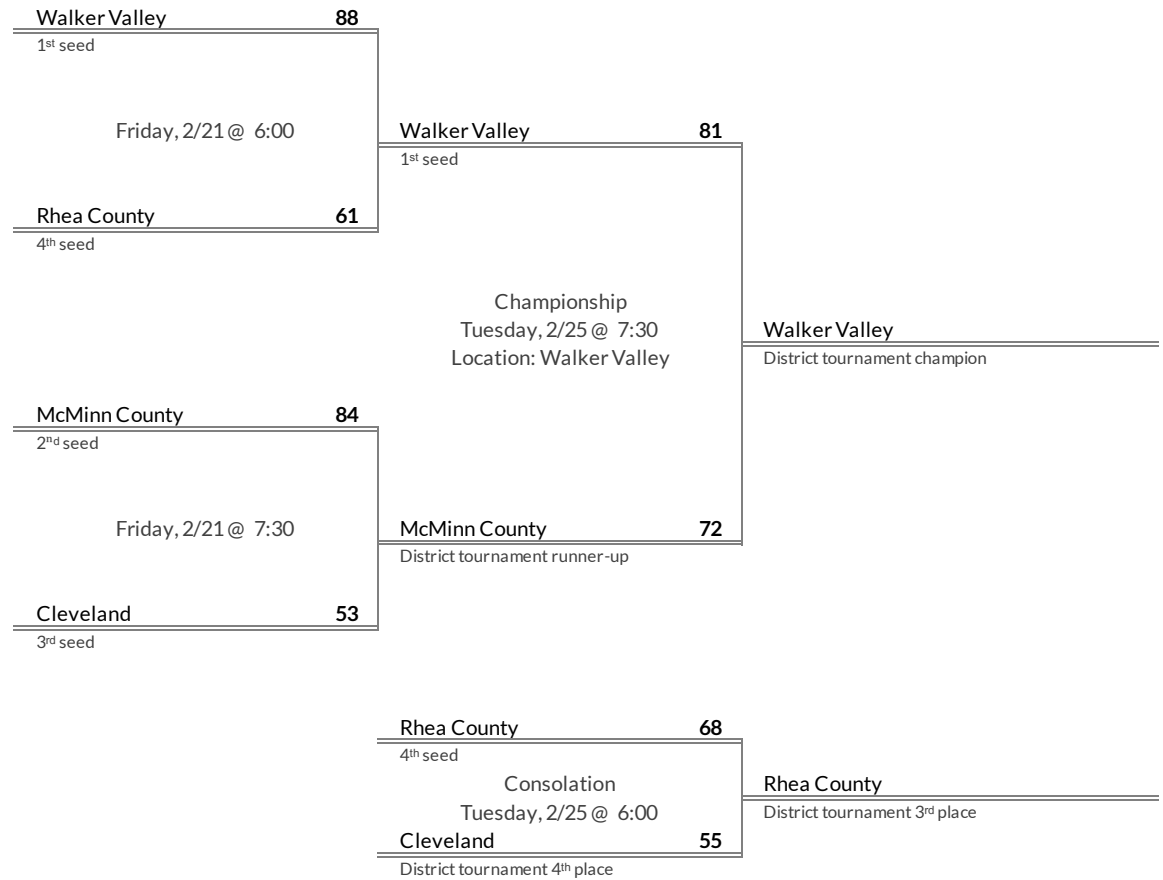 Walker Valley 88
1st seed
Friday, 2/21 @ 6:00
Rhea County 61
4th seed
Walker Valley 81
1st seed
Championship
Tuesday, 2/25 @ 7:30
Location: Walker Valley
Walker Valley
District tournament champion
McMinn County 84
2nd seed
Friday, 2/21 @ 7:30
Cleveland 53
3rd seed
McMinn County 72
District tournament runner-up
Rhea County 68
4th seed
Consolation
Tuesday, 2/25 @ 6:00
Cleveland 55
District tournament 4th place
Rhea County
District tournament 3rd place